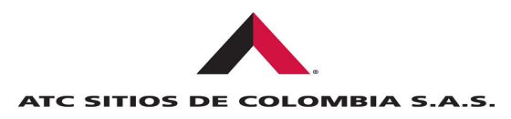 ATC SITIOS DE COLOMBIA S.A.S.